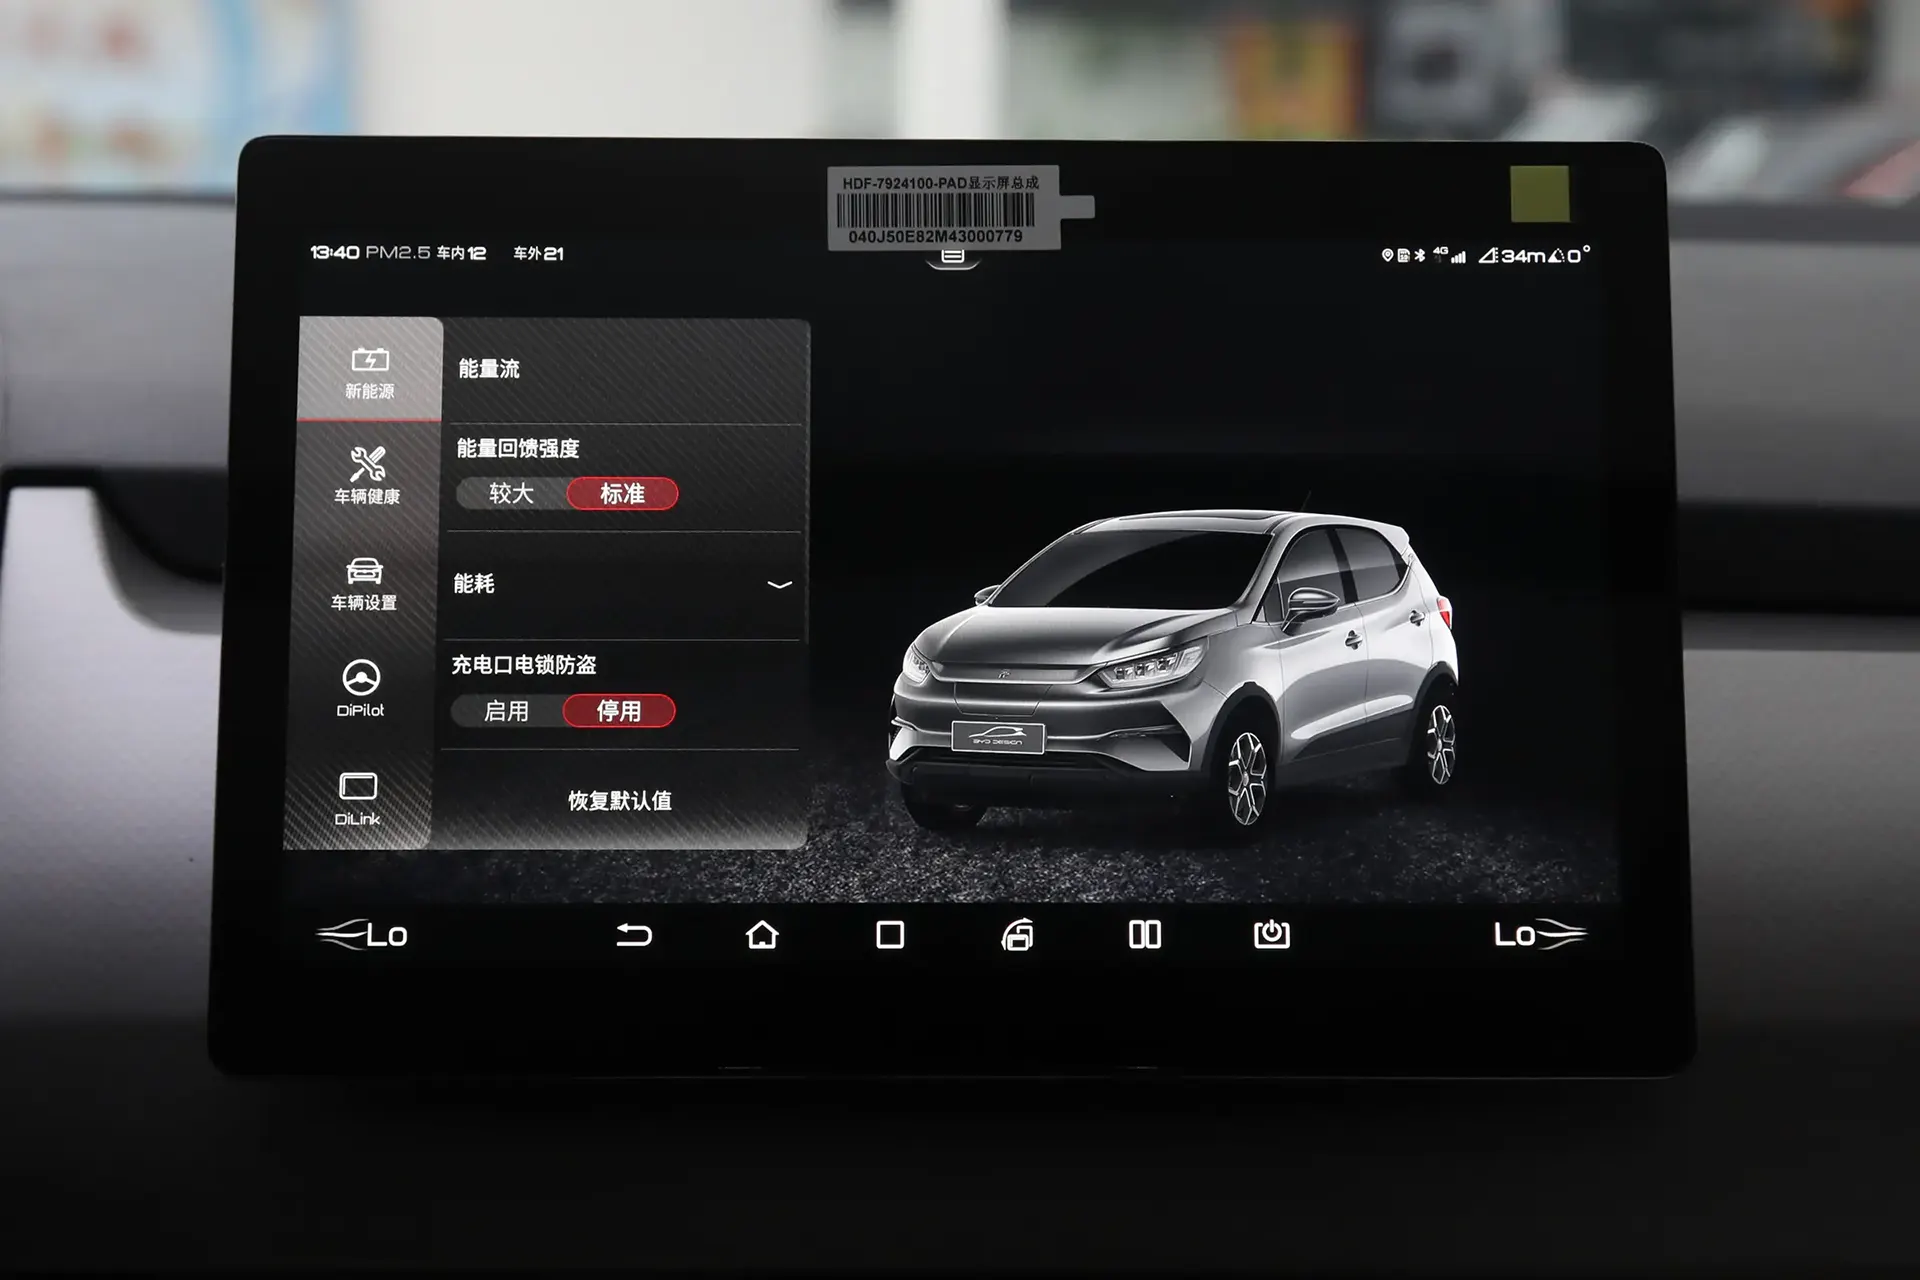 HDF-7924100-PAD显示屏总成
040J50E82M43000779
13:40 PM2.5 车内12 车外21
4G 34m 0°
新能源
车辆健康
车辆设置
DiPilot
DiLink
能量流
能量回馈强度
较大 标准
能耗
充电口电锁防盗
启用 停用
恢复默认值
BYD DESIGN
Lo Lo